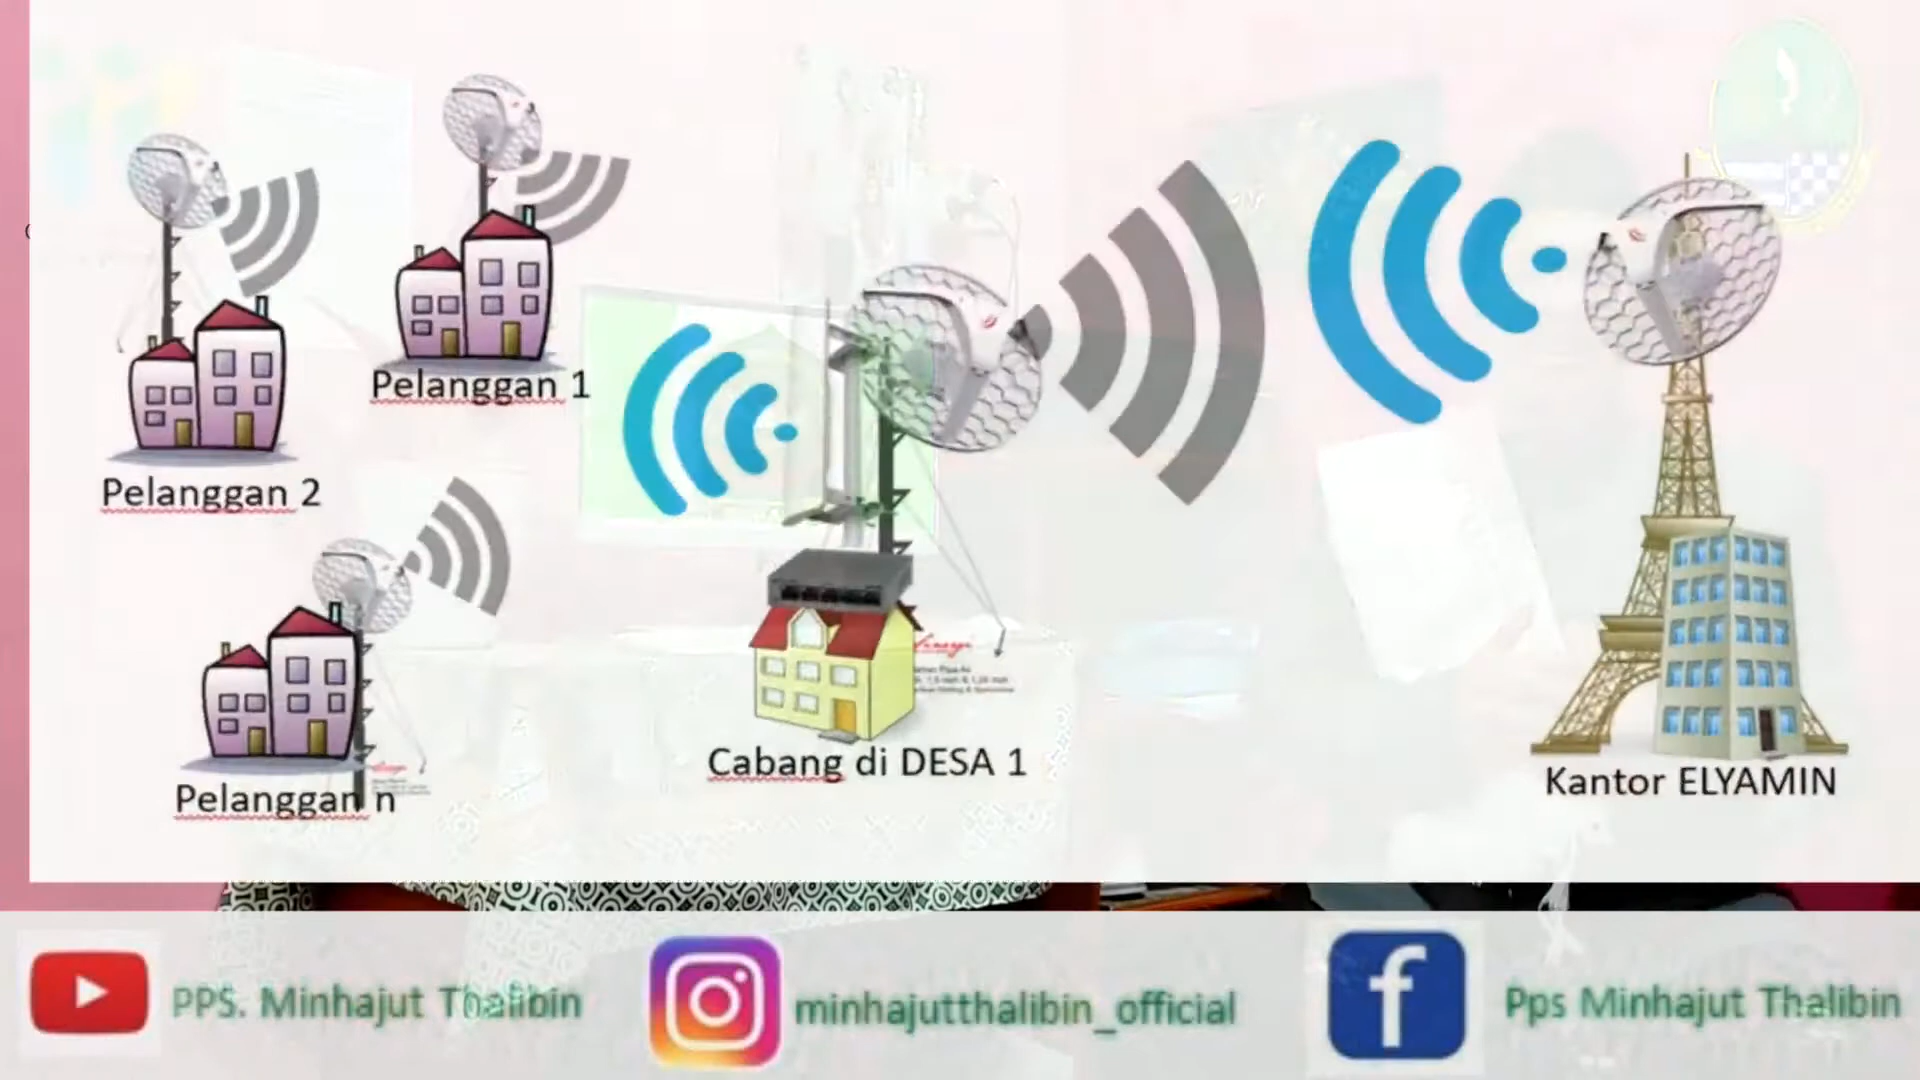 Pelanggan 1
Pelanggan 2
Pelanggan n
Cabang di DESA 1
Kantor ELYAMIN
PPS. Minhajut Thalibin
minhajutthalibin_official
Pps Minhajut Thalibin